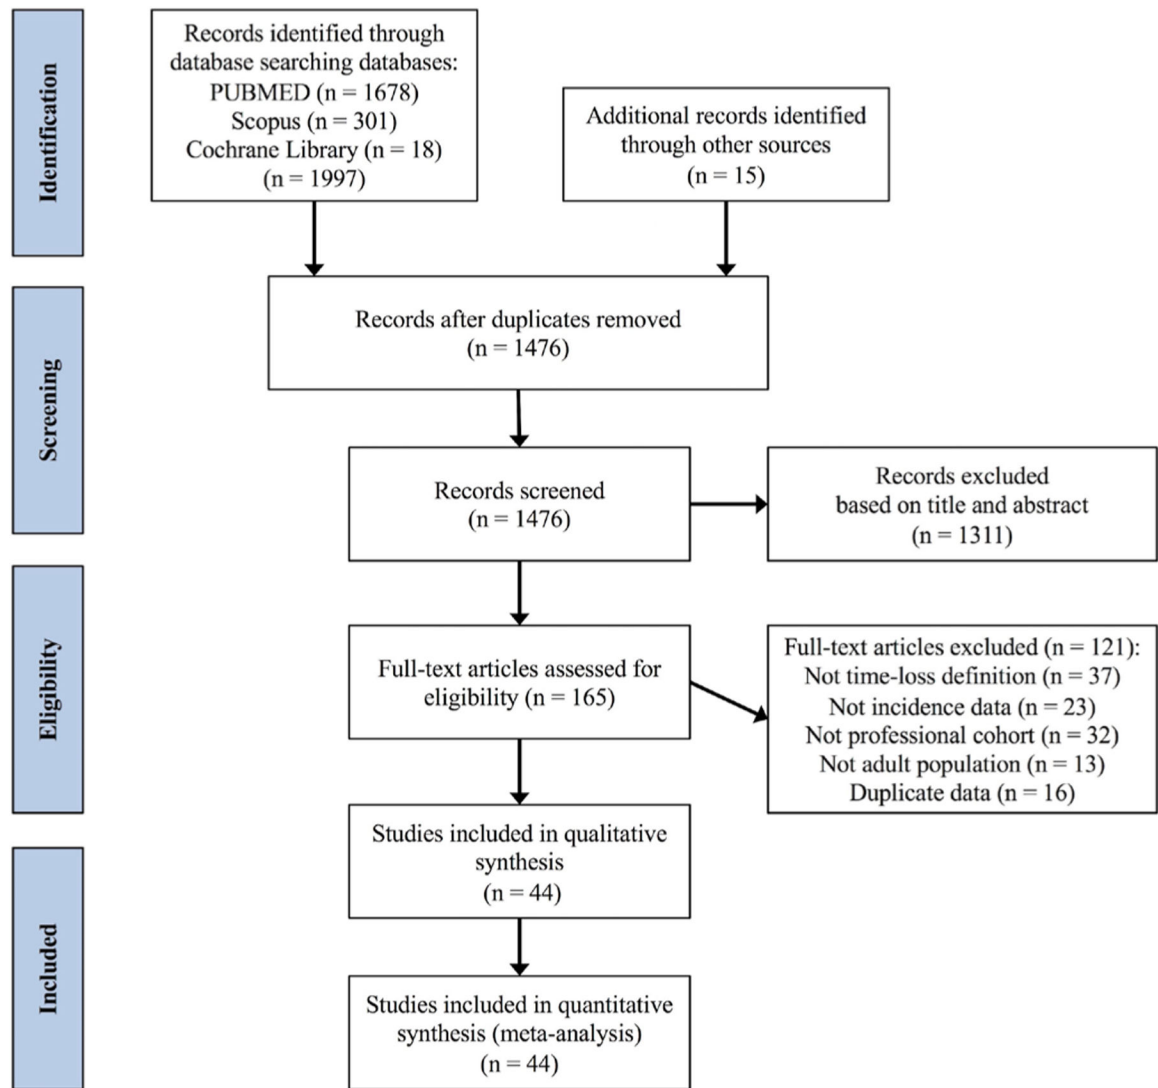 Identification
Records identified through
database searching databases:
PUBMED (n = 1678)
Scopus (n = 301)
Cochrane Library (n = 18)
(n = 1997)
Additional records identified
through other sources
(n = 15)
Screening
Records after duplicates removed
(n = 1476)
Records screened
(n = 1476)
Records excluded
based on title and abstract
(n = 1311)
Eligibility
Full-text articles assessed for
eligibility (n = 165)
Full-text articles excluded (n = 121):
Not time-loss definition (n = 37)
Not incidence data (n = 23)
Not professional cohort (n = 32)
Not adult population (n = 13)
Duplicate data (n = 16)
Studies included in qualitative
synthesis
(n = 44)
Included
Studies included in quantitative
synthesis (meta-analysis)
(n = 44)